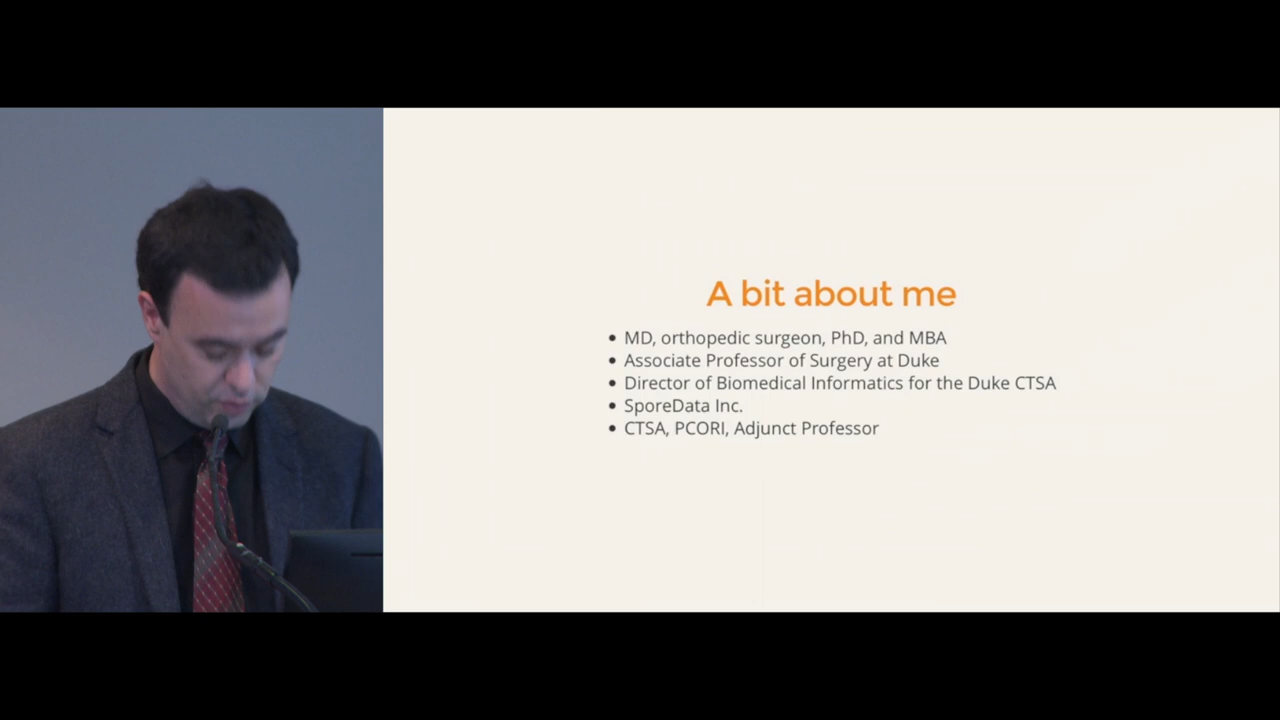 A bit about me
• MD, orthopedic surgeon, PhD, and MBA
• Associate Professor of Surgery at Duke
• Director of Biomedical Informatics for the Duke CTSA
• SporeData Inc.
• CTSA, PCORI, Adjunct Professor